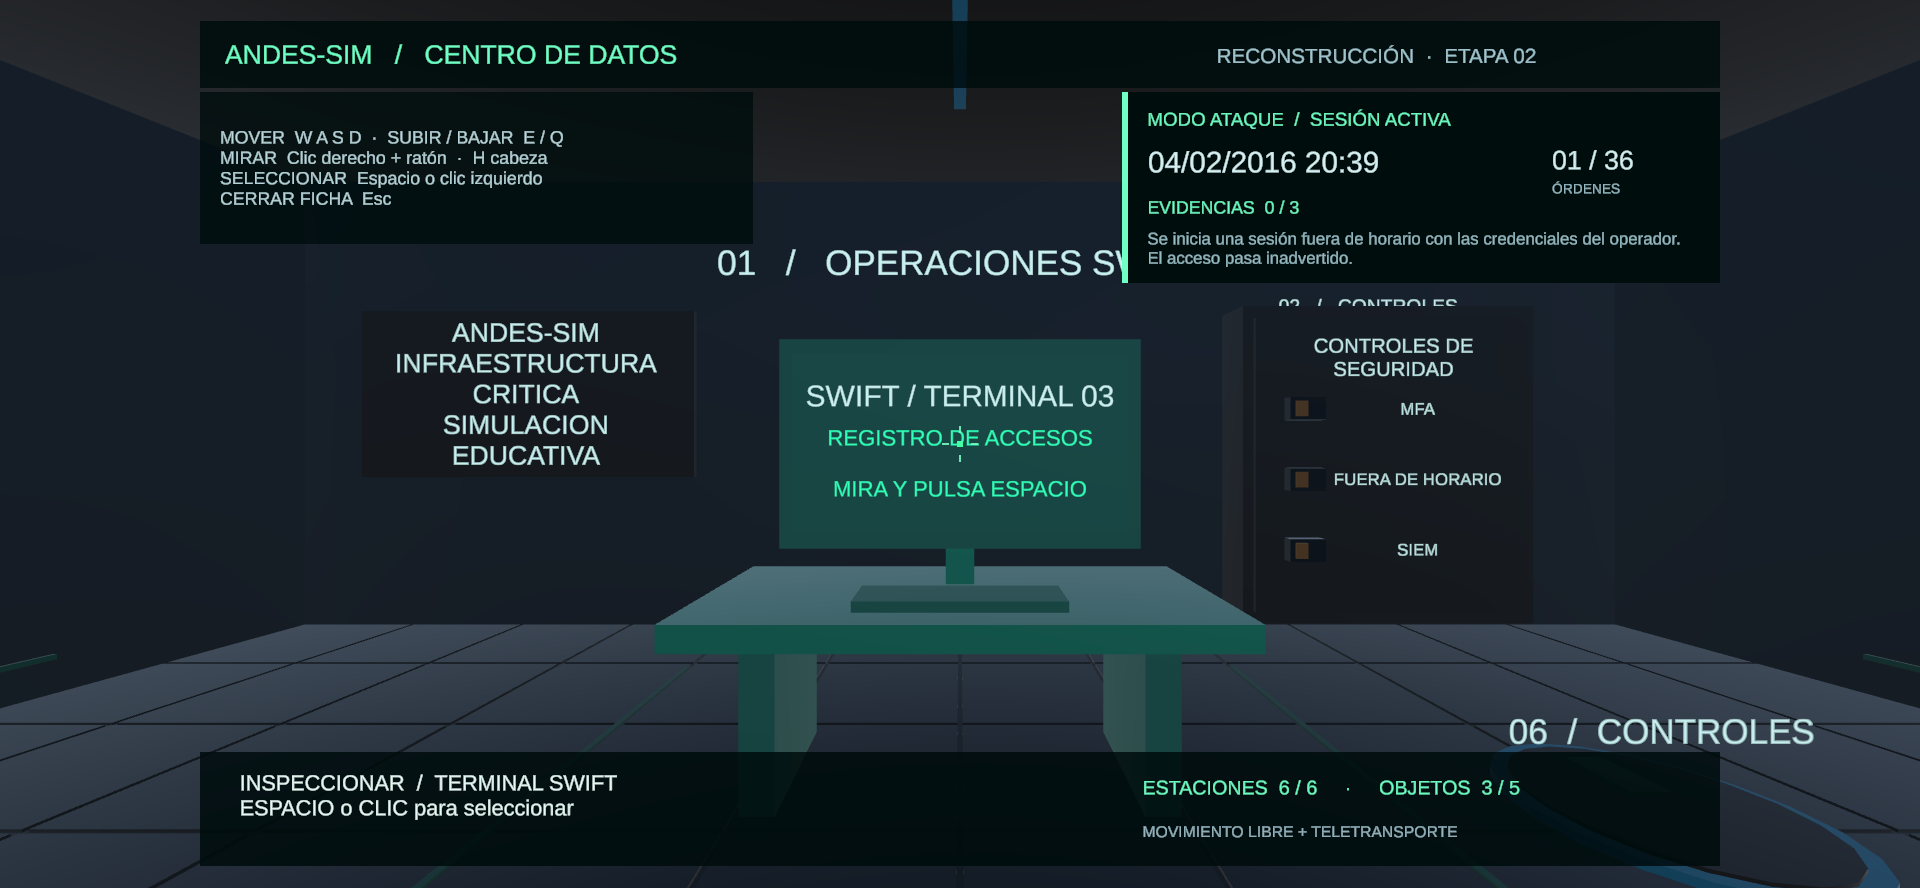 ANDES-SIM / CENTRO DE DATOS
RECONSTRUCCIÓN · ETAPA 02
MOVER W A S D · SUBIR / BAJAR E / Q
MIRAR Clic derecho + ratón · H cabeza
SELECCIONAR Espacio o clic izquierdo
CERRAR FICHA Esc
MODO ATAQUE / SESIÓN ACTIVA
04/02/2016 20:39
01 / 36
ÓRDENES
EVIDENCIAS 0 / 3
Se inicia una sesión fuera de horario con las credenciales del operador.
El acceso pasa inadvertido.
01 / OPERACIONES
ANDES-SIM
INFRAESTRUCTURA
CRITICA
SIMULACION
EDUCATIVA
SWIFT / TERMINAL 03
REGISTRO DE ACCESOS
MIRA Y PULSA ESPACIO
02 / CONTROLES
CONTROLES DE
SEGURIDAD
MFA
FUERA DE HORARIO
SIEM
06 / CONTROLES
INSPECCIONAR / TERMINAL SWIFT
ESPACIO o CLIC para seleccionar
ESTACIONES 6 / 6 · OBJETOS 3 / 5
MOVIMIENTO LIBRE + TELETRANSPORTE